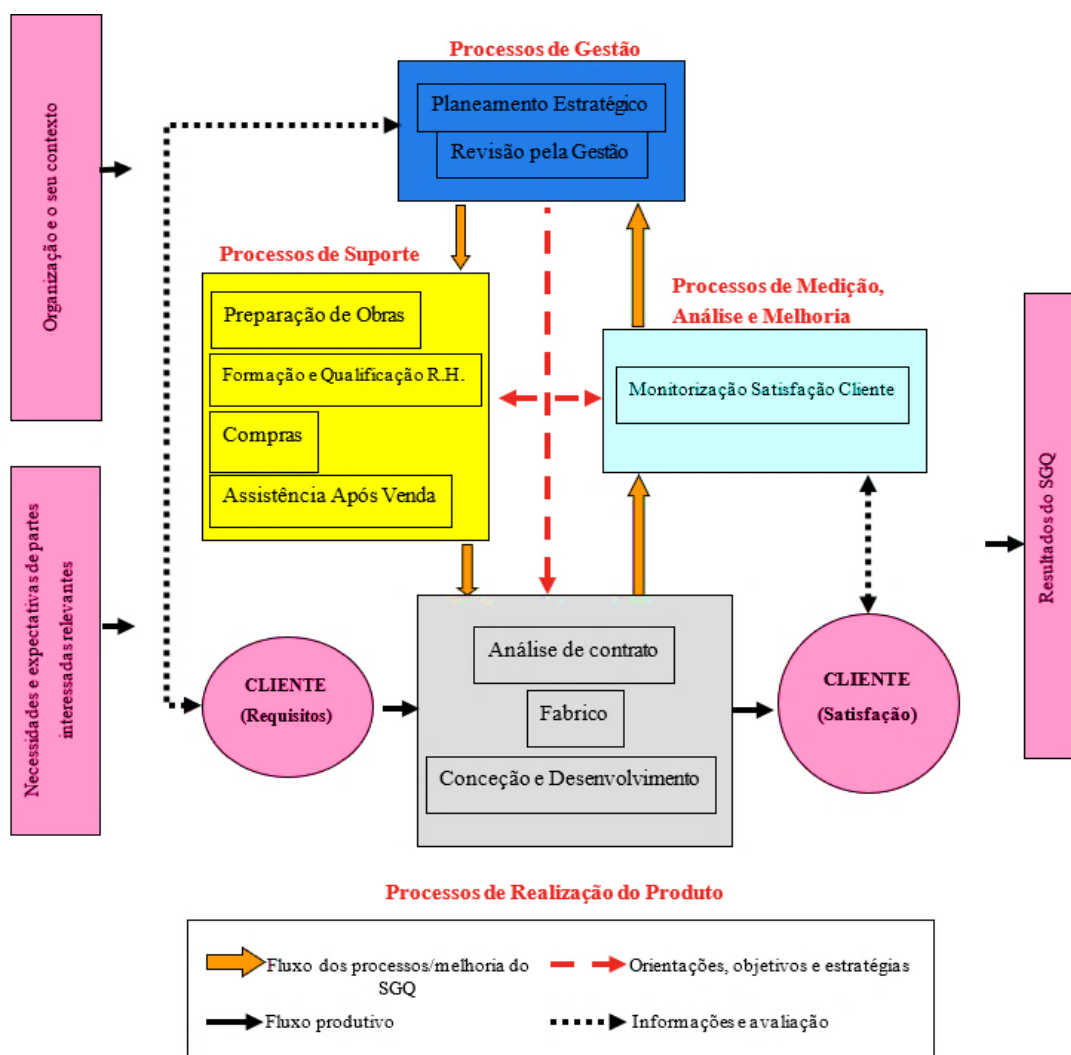 Processos de Gestão
Planeamento Estratégico
Revisão pela Gestão
Organização e o seu contexto
Processos de Suporte
Preparação de Obras
Formação e Qualificação R.H.
Compras
Assistência Após Venda
Processos de Medição,
Análise e Melhoria
Monitorização Satisfação Cliente
Necessidades e expectativas de partes
interessadas relevantes
Resultados do SGQ
CLIENTE
(Requisitos)
Análise de contrato
Fabrico
Conceção e Desenvolvimento
CLIENTE
(Satisfação)
Processos de Realização do Produto
Fluxo dos processos/melhoria do
SGQ
Orientações, objetivos e estratégias
Fluxo produtivo
Informações e avaliação